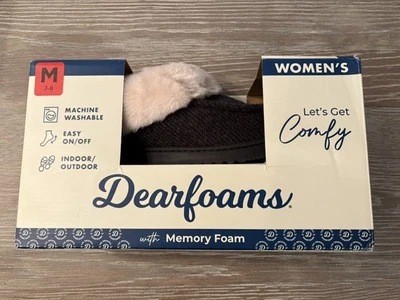 M
7-8
MACHINE
WASHABLE
EASY
ON/OFF
INDOOR/
OUTDOOR
WOMEN'S
Let's Get
Comfy
Dearfoams®
with Memory Foam